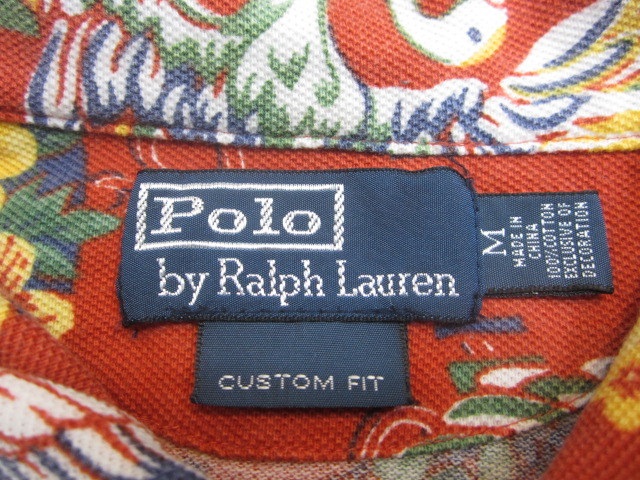 Polo
by Ralph Lauren
CUSTOM FIT
M
MADE IN
CHINA
100%COTTON
EXCLUSIVE OF
DECORATION